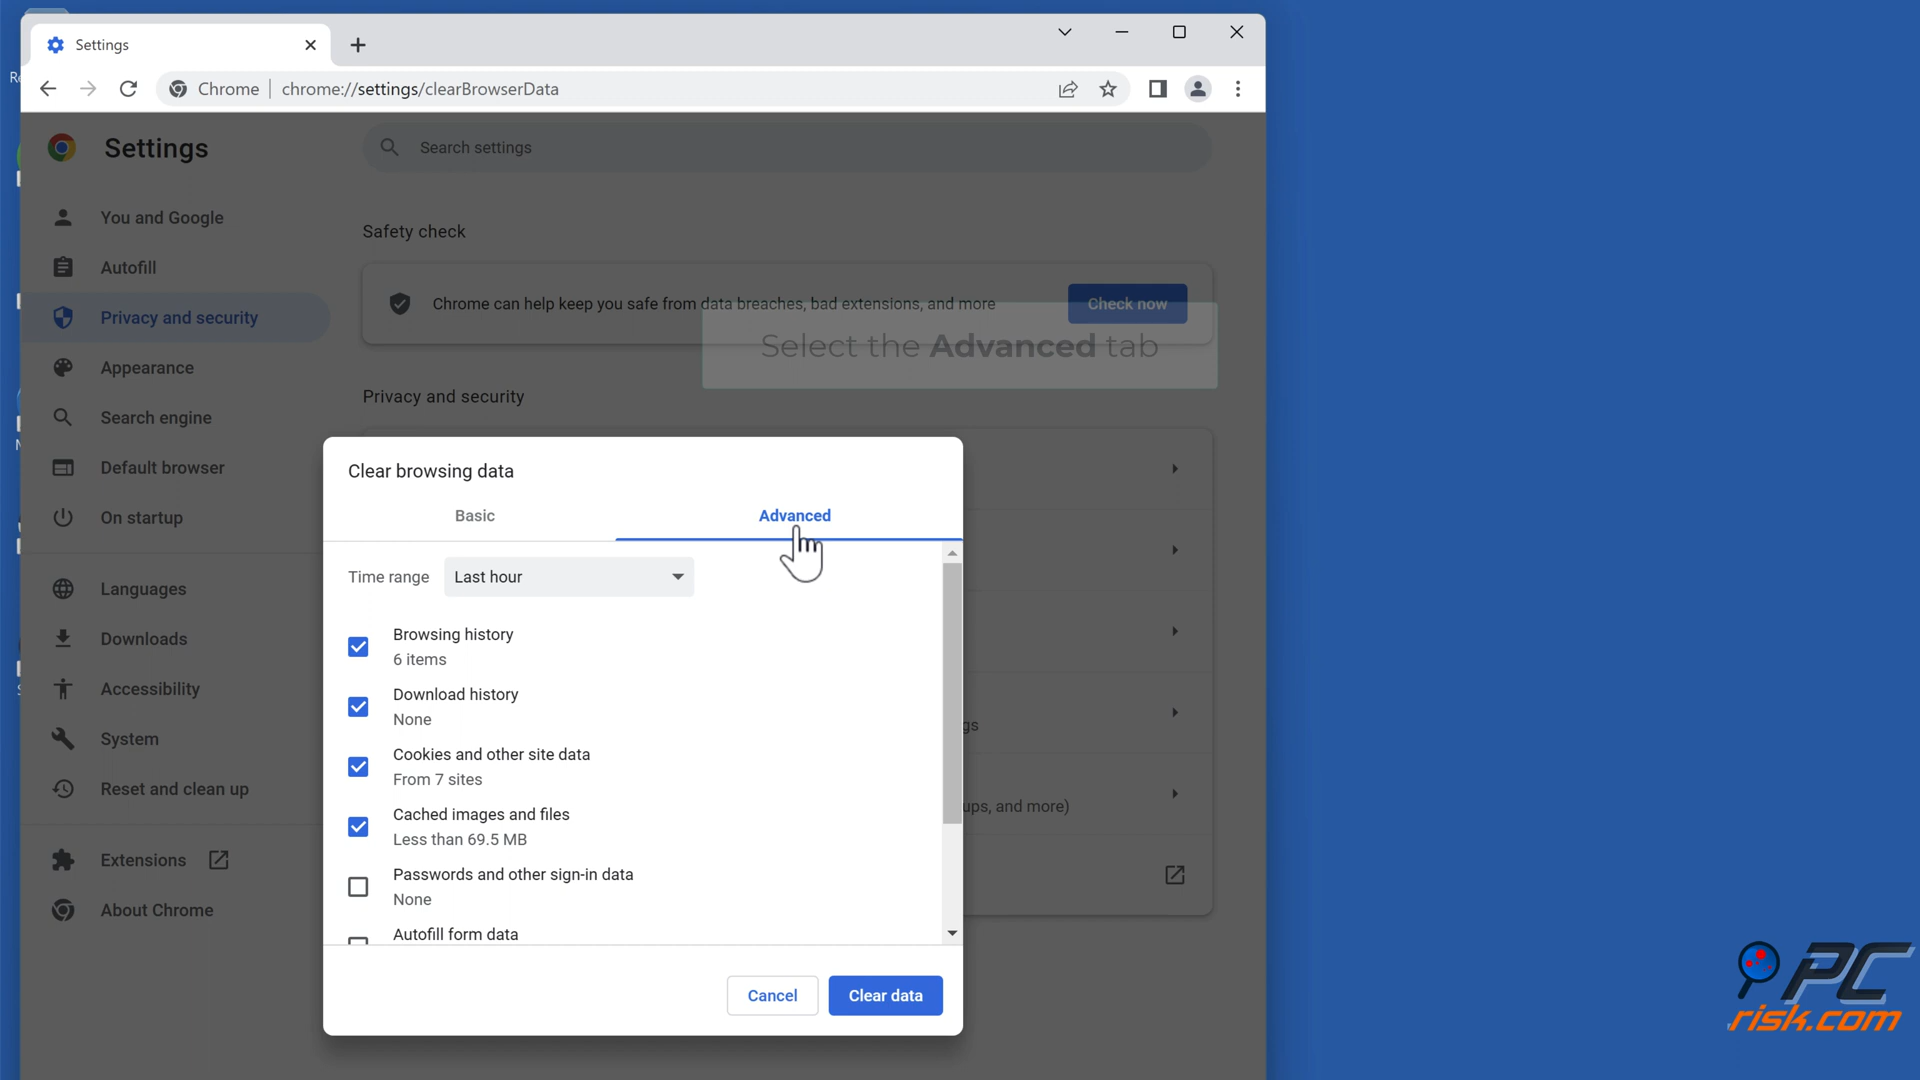 Settings
Chrome
chrome://settings/clearBrowserData
Settings
Search settings
You and Google
Autofill
Privacy and security
Appearance
Search engine
Default browser
On startup
Languages
Downloads
Accessibility
System
Reset and clean up
Extensions
About Chrome
Safety check
Chrome can help keep you safe from data breaches, bad extensions, and more
Check now
Select the Advanced tab
Privacy and security
Clear browsing data
Basic
Advanced
Time range
Last hour
Browsing history
6 items
Download history
None
Cookies and other site data
From 7 sites
Cached images and files
Less than 69.5 MB
Passwords and other sign-in data
None
Autofill form data
gs
ups, and more)
Cancel
Clear data
PC
risk.com